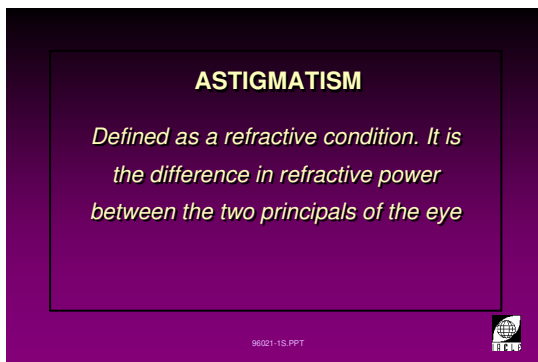 ASTIGMATISM
Defined as a refractive condition. It is
the difference in refractive power
between the two principals of the eye
96021-1S.PPT
IACLE